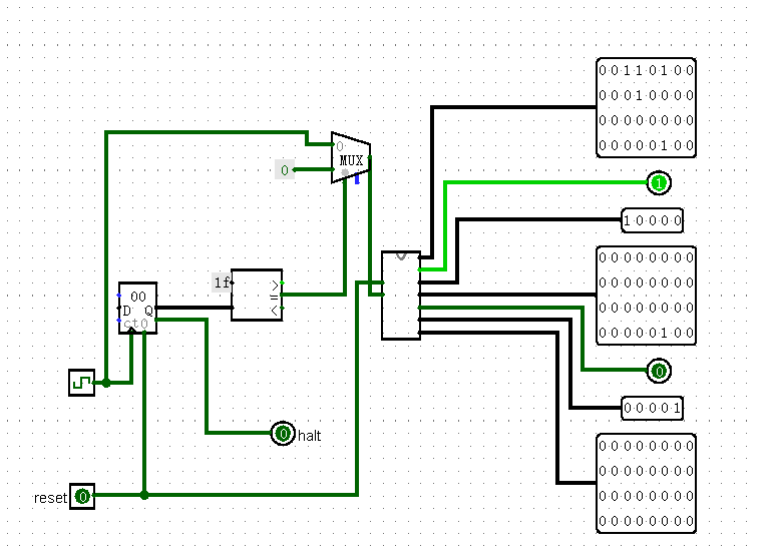 0 0 1 1 0 1 0 0
0 0 0 1 0 0 0 0
0 0 0 0 0 0 0 0
0 0 0 0 0 1 0 0
0
MUX
0
1
1 0 0 0 0
0 0 0 0 0 0 0 0
0 0 0 0 0 0 0 0
0 0 0 0 0 0 0 0
0 0 0 0 0 1 0 0
1f
>
=
<
00
D Q
ct0
0
0 0 0 0 1
0 halt
0 0 0 0 0 0 0 0
0 0 0 0 0 0 0 0
0 0 0 0 0 0 0 0
0 0 0 0 0 0 0 0
reset 0